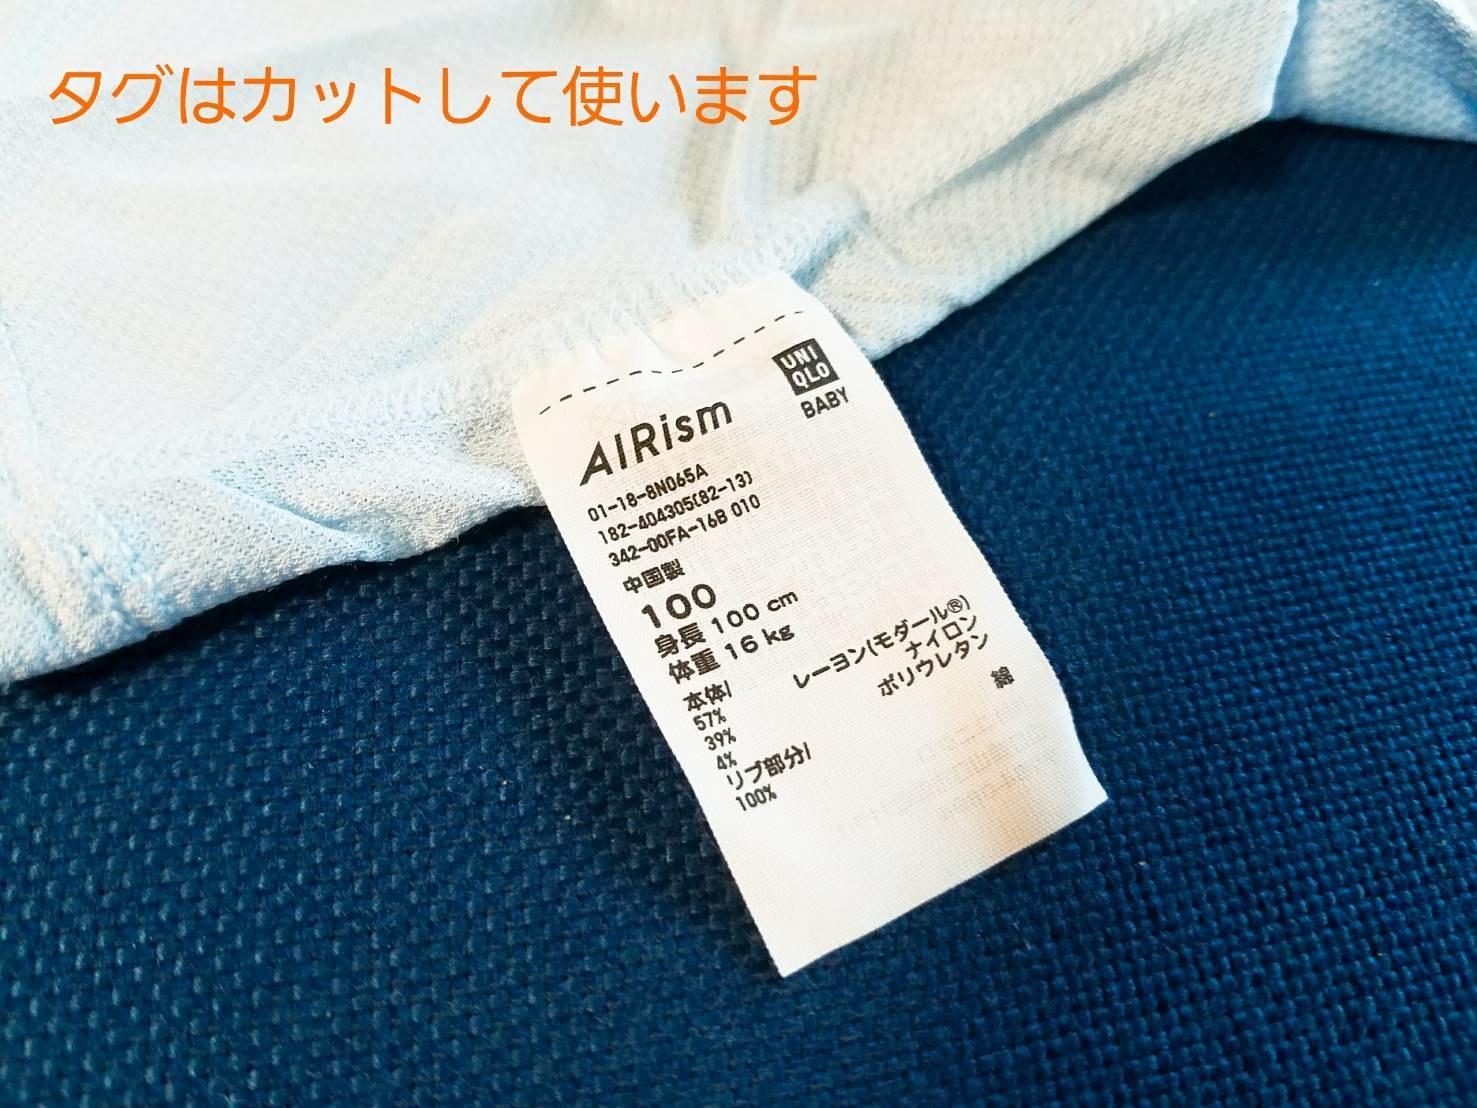 タグはカットして使います
UNI
QLO
BABY
AIRism
01-18-8N065A
182-404305(82-13)
342-00FA-16B 010
中国製
100
身長 100 cm
体重 16 kg
本体/
57% レーヨン(モダール®)
39% ナイロン
4% ポリウレタン
リブ部分/
100% 綿